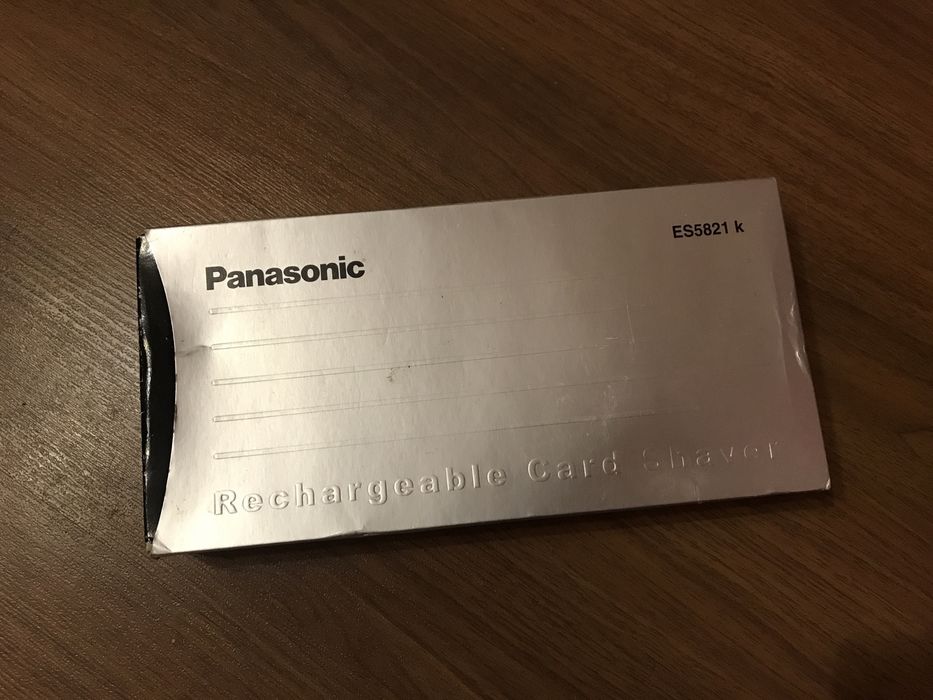 ES5821 k
Panasonic
Rechargeable Card Shaver